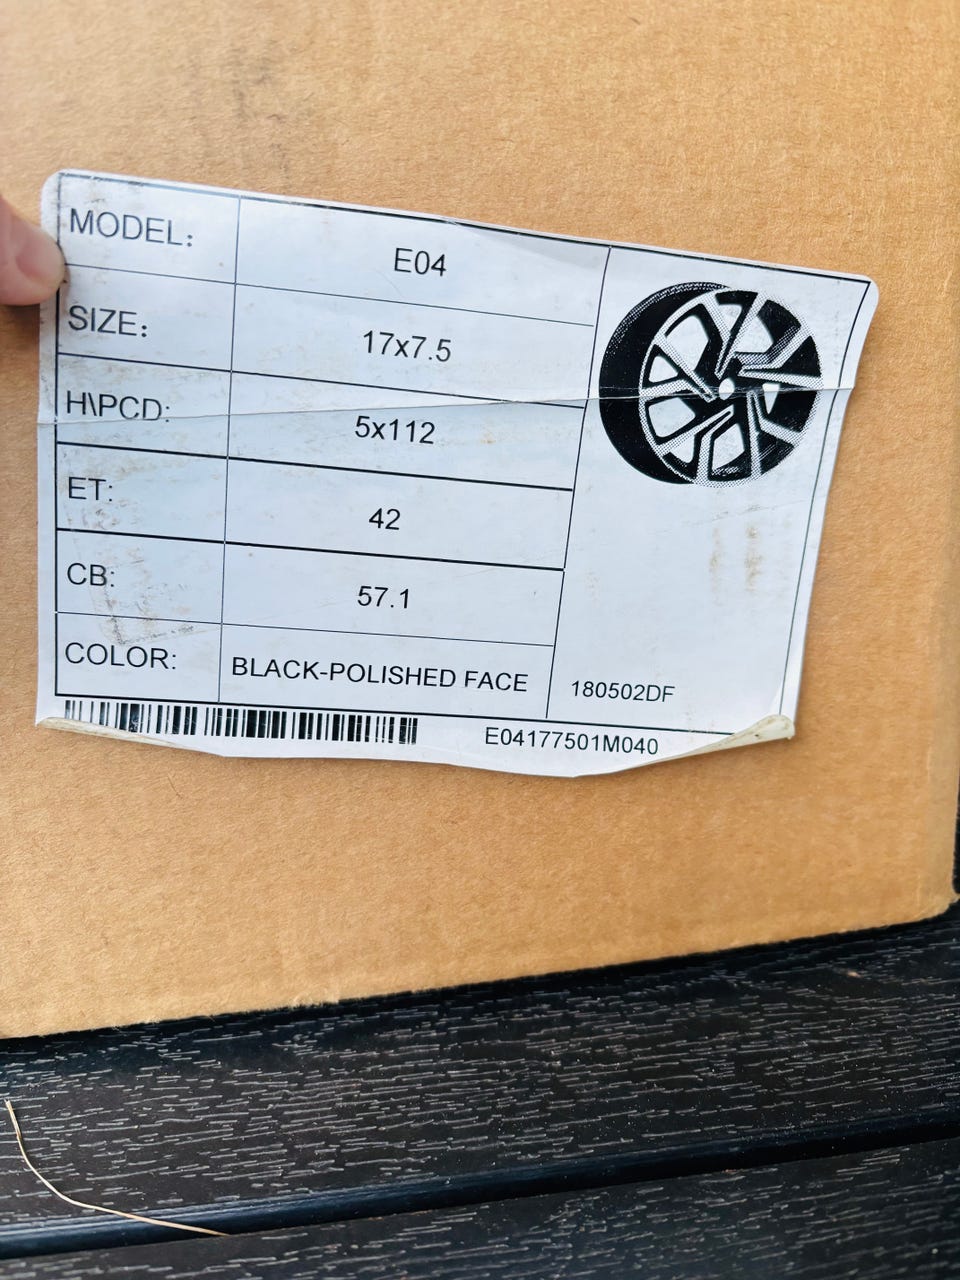 MODEL: E04
SIZE: 17x7.5
H\PCD: 5x112
ET: 42
CB: 57.1
COLOR: BLACK-POLISHED FACE
180502DF
E04177501M040